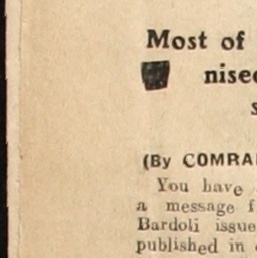 Most of
nise
s
(By COMRA
You have
a message f
Bardoli issue
published in